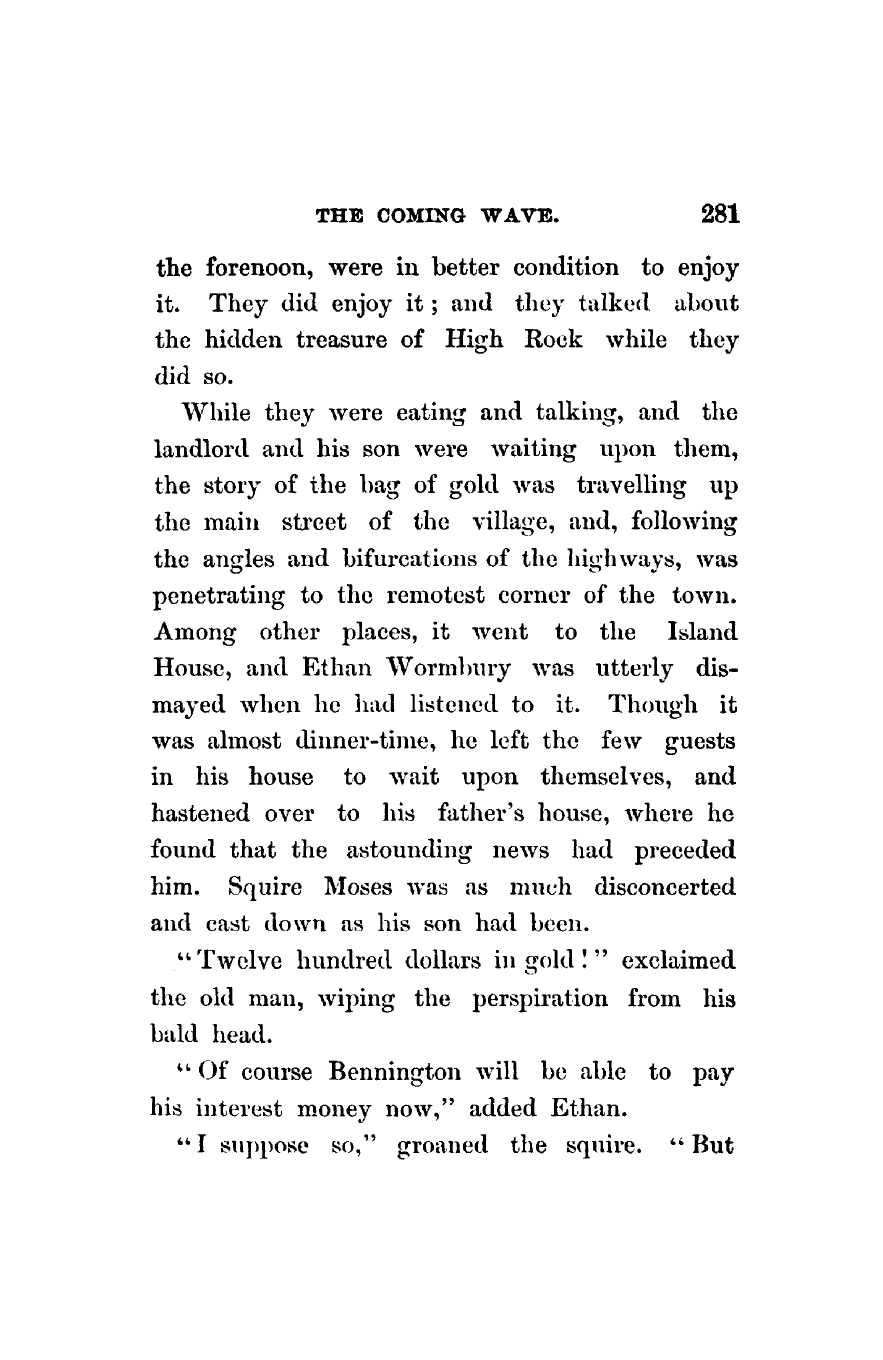 THE COMING WAVE. 281
the forenoon, were in better condition to enjoy
it. They did enjoy it ; and they talked about
the hidden treasure of High Rock while they
did so.
While they were eating and talking, and the
landlord and his son were waiting upon them,
the story of the bag of gold was travelling up
the main street of the village, and, following
the angles and bifurcations of the highways, was
penetrating to the remotest corner of the town.
Among other places, it went to the Island
House, and Ethan Wormbury was utterly dis-
mayed when he had listened to it. Though it
was almost dinner-time, he left the few guests
in his house to wait upon themselves, and
hastened over to his father's house, where he
found that the astounding news had preceded
him. Squire Moses was as much disconcerted
and cast down as his son had been.
“Twelve hundred dollars in gold!” exclaimed
the old man, wiping the perspiration from his
bald head.
“Of course Bennington will be able to pay
his interest money now,” added Ethan.
“I suppose so,” groaned the squire. “But